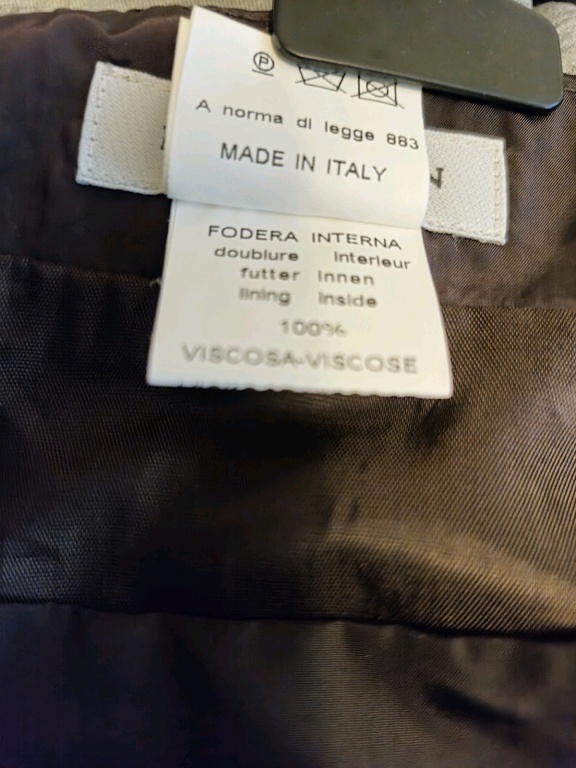 P
A norma di legge 883
MADE IN ITALY
N
FODERA INTERNA
doublure interieur
futter innen
lining inside
100%
VISCOSA-VISCOSE